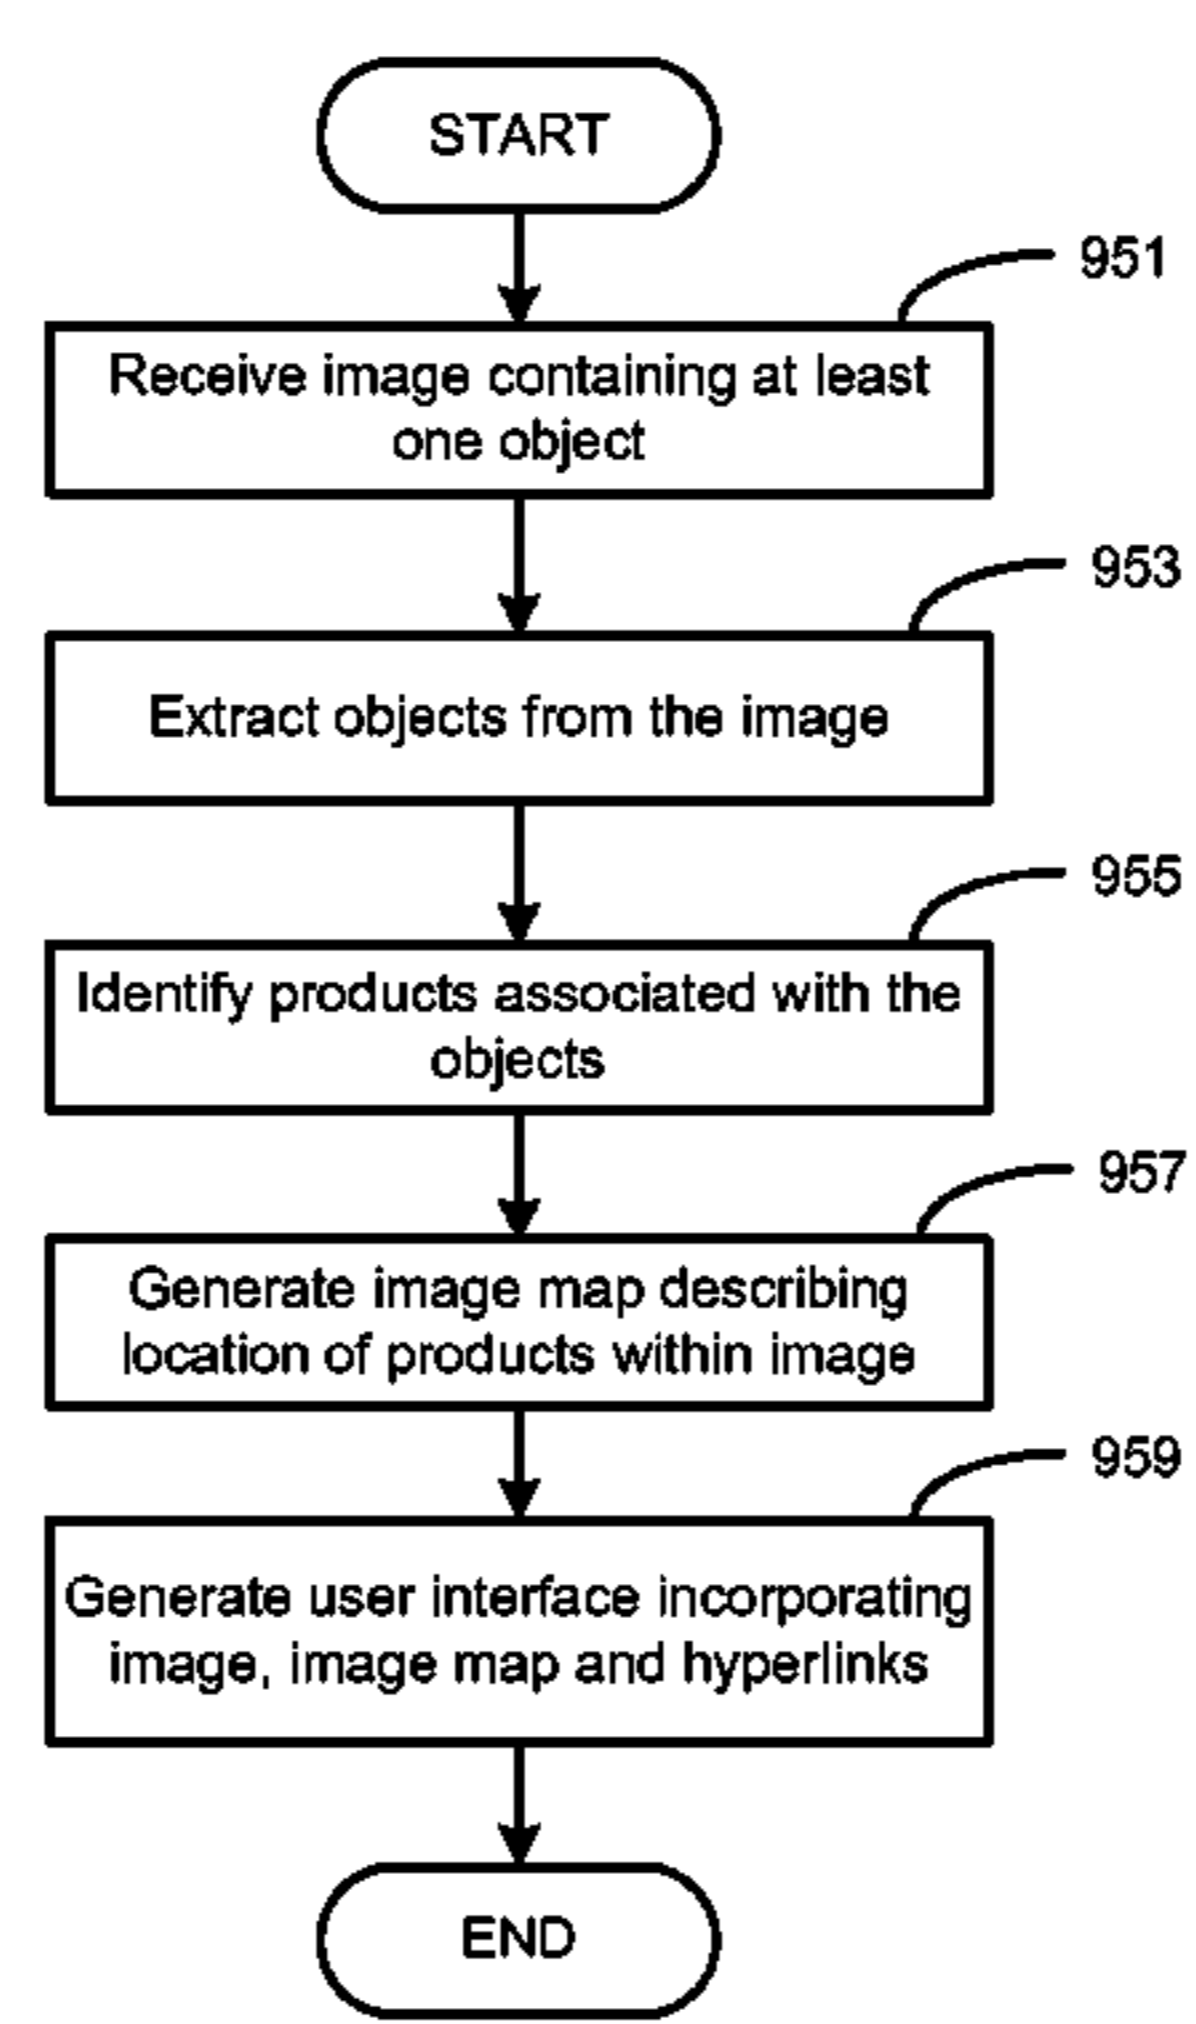 START
951
Receive image containing at least
one object
953
Extract objects from the image
955
Identify products associated with the
objects
957
Generate image map describing
location of products within image
959
Generate user interface incorporating
image, image map and hyperlinks
END